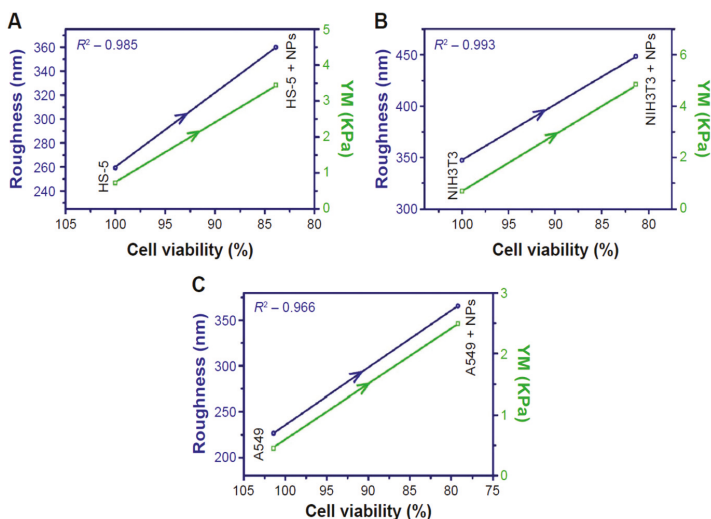 A
R² – 0.985
Roughness (nm)
360
340
320
300
280
260
240
HS-5
HS-5 + NPs
5
4
3
2
1
0
YM (KPa)
105
100
95
90
85
80
Cell viability (%)
B
R² – 0.993
Roughness (nm)
450
400
350
300
NIH3T3
NIH3T3 + NPs
6
4
2
0
YM (KPa)
100
95
90
85
80
Cell viability (%)
C
R² – 0.966
Roughness (nm)
350
300
250
200
A549
A549 + NPs
3
2
1
0
YM (KPa)
105
100
95
90
85
80
75
Cell viability (%)